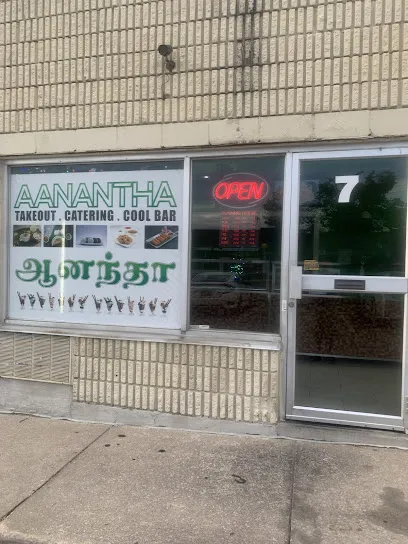 AANANTHA
TAKEOUT . CATERING . COOL BAR
ஆனந்தா
OPEN
7